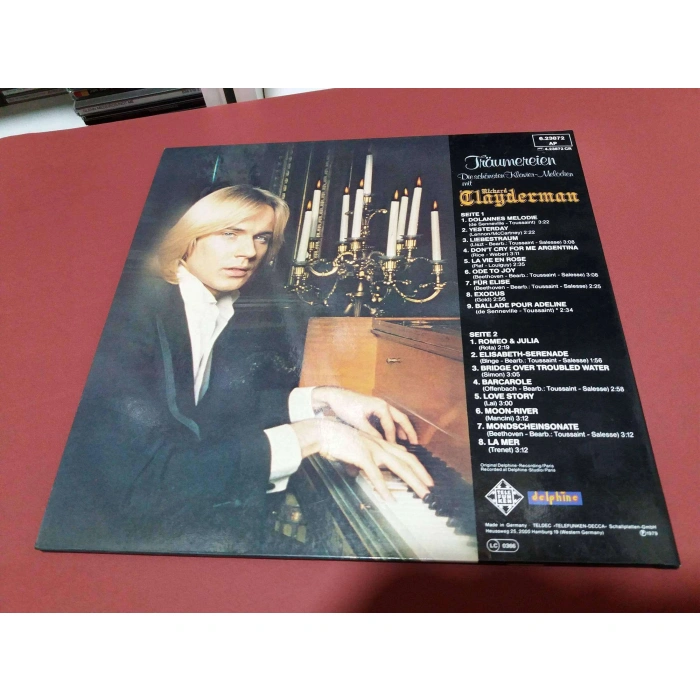 6.23672
AP
4.23672 CR
Träumereien
Die schönsten Klavier-Melodien
mit
Richard
Clayderman
SEITE 1
1. DOLANNES MELODIE
(de Senneville - Toussaint) 3:22
2. YESTERDAY
(Lennon/McCartney) 2:22
3. LIEBESTRAUM
(Liszt - Bearb.: Toussaint - Salesse) 3:08
4. DON'T CRY FOR ME ARGENTINA
(Rice - Weber) 3:11
5. LA VIE EN ROSE
(Piaf - Louiguy) 2:35
6. ODE TO JOY
(Beethoven - Bearb.: Toussaint - Salesse) 3:08
7. FÜR ELISE
(Beethoven - Bearb.: Toussaint - Salesse) 2:25
8. EXODUS
(Gold) 2:56
9. BALLADE POUR ADELINE
(de Senneville - Toussaint) * 2:34
SEITE 2
1. ROMEO & JULIA
(Rota) 2:19
2. ELISABETH-SERENADE
(Binge - Bearb.: Toussaint - Salesse) 1:56
3. BRIDGE OVER TROUBLED WATER
(Simon) 3:05
4. BARCAROLE
(Offenbach - Bearb.: Toussaint - Salesse) 2:58
5. LOVE STORY
(Lai) 3:00
6. MOON-RIVER
(Mancini) 3:12
7. MONDSCHEINSONATE
(Beethoven - Bearb.: Toussaint - Salesse) 3:12
8. LA MER
(Trenet) 3:12
Original Delphine-Recording/Paris
Recorded at Delphine-Studio/Paris
TELE
FUN
KEN
delphine
Made in Germany TELDEC »TELEFUNKEN-DECCA« Schallplatten-GmbH
Heussweg 25, 2000 Hamburg 19 (Western Germany) Ⓟ 1979
LC 0366